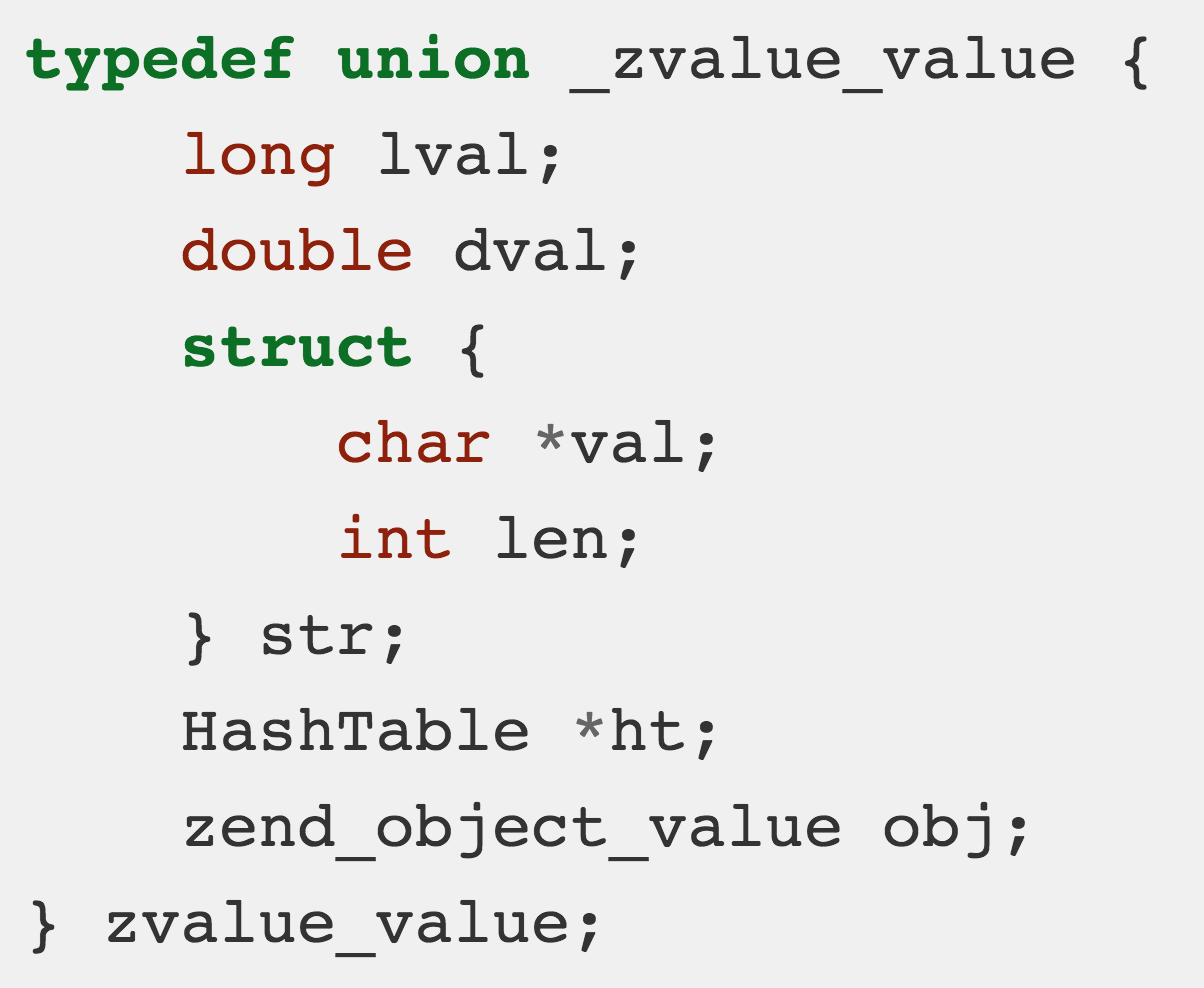 typedef union _zvalue_value {
    long lval;
    double dval;
    struct {
        char *val;
        int len;
    } str;
    HashTable *ht;
    zend_object_value obj;
} zvalue_value;